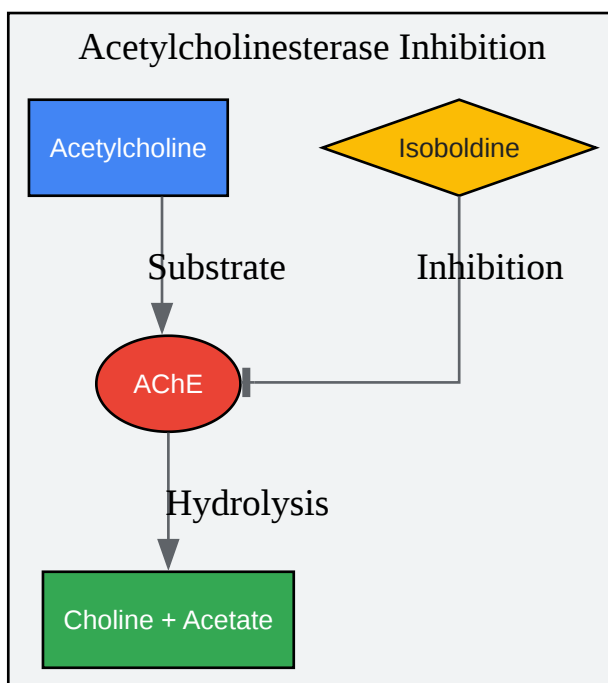 Acetylcholinesterase Inhibition
Acetylcholine
Isoboldine
Substrate
Inhibition
AChE
Hydrolysis
Choline + Acetate